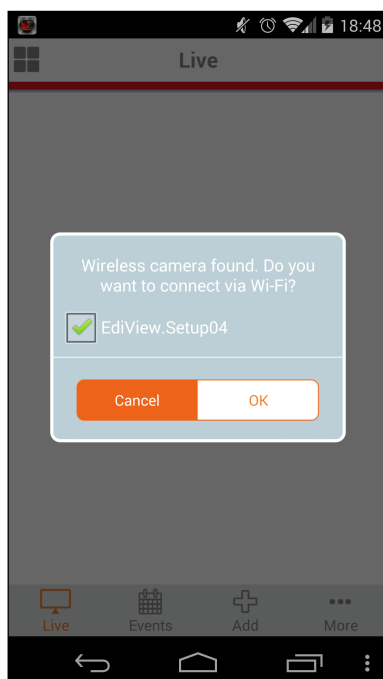 18:48
Live
Wireless camera found. Do you
want to connect via Wi-Fi?
EdiView.Setup04
Cancel OK
Live Events Add More